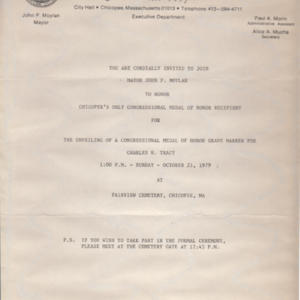 City Hall • Chicopee, Massachusetts 01013 • Telephone 413-594-4711
Executive Department
John P. Moylan
Mayor
Paul A. Morin
Administrative Assistant
Alice A. Mucha
Secretary
YOU ARE CORDIALLY INVITED TO JOIN
MAYOR JOHN P. MOYLAN
TO HONOR
CHICOPEE'S ONLY CONGRESSIONAL MEDAL OF HONOR RECIPIENT
FOR
THE UNVEILING OF A CONGRESSIONAL MEDAL OF HONOR GRAVE MARKER FOR
CHARLES H. TRACY
1:00 P.M. - SUNDAY - OCTOBER 21, 1979
AT
FAIRVIEW CEMETERY, CHICOPEE, MA
P.S. IF YOU WISH TO TAKE PART IN THE FORMAL CEREMONY,
PLEASE MEET AT THE CEMETERY GATE AT 12:45 P.M.